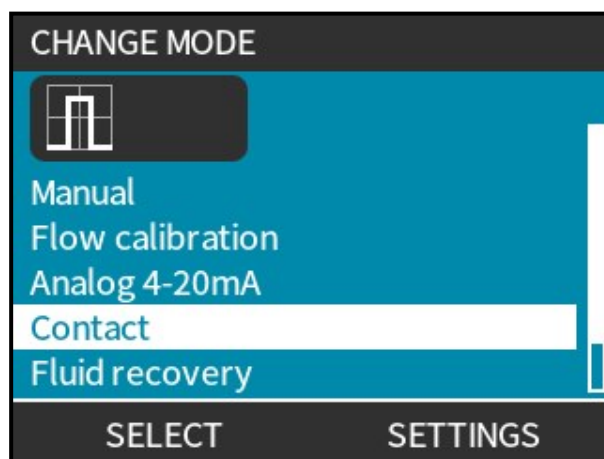 CHANGE MODE
Manual
Flow calibration
Analog 4-20mA
Contact
Fluid recovery
SELECT SETTINGS